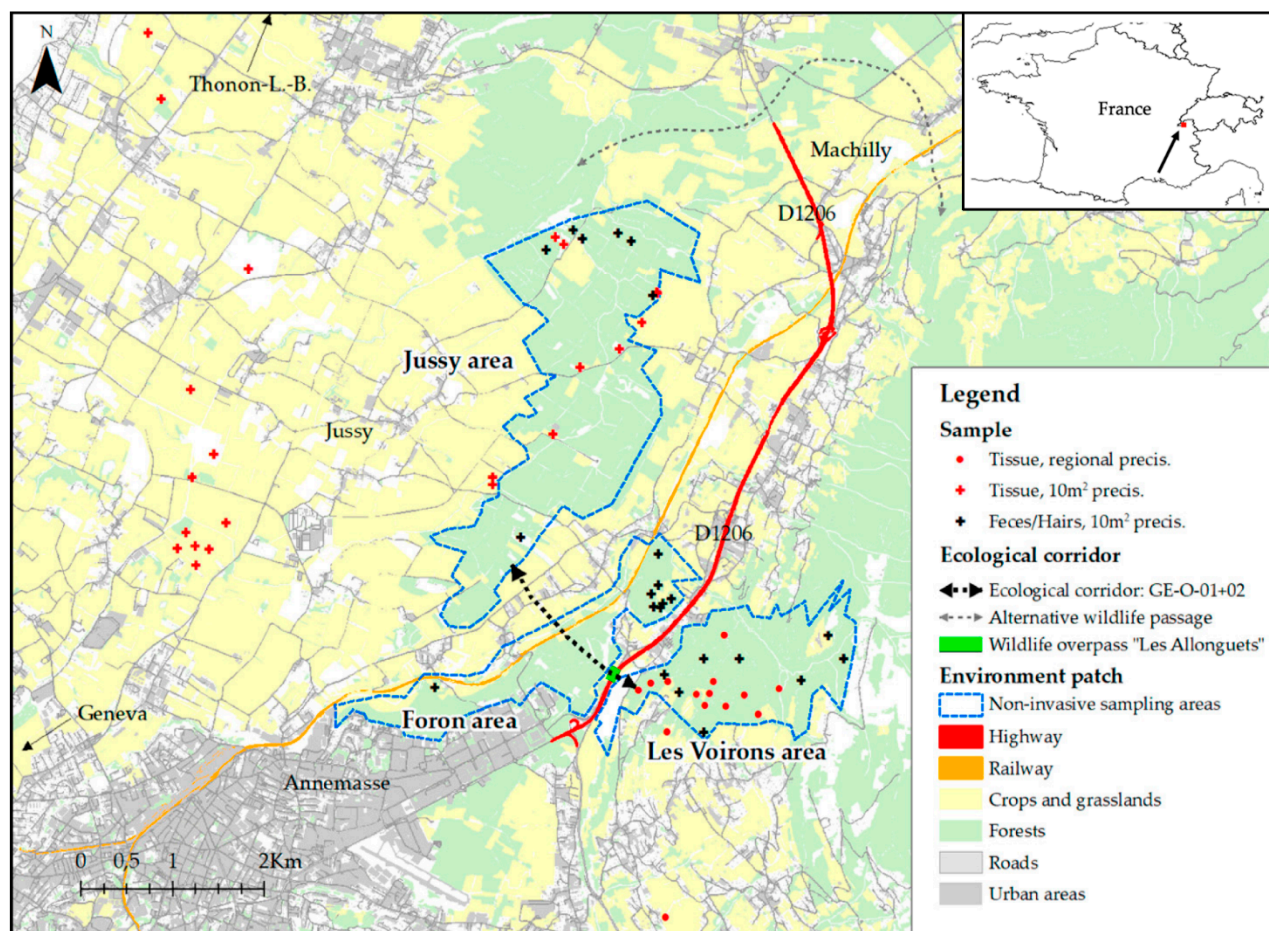 N
Thonon-L.-B.
France
Machilly
D1206
Jussy area
Jussy
D1206
Geneva
Foron area
Les Voirons area
Annemasse
0 0,5 1 2Km
Legend
Sample
Tissue, regional precis.
Tissue, 10m² precis.
Feces/Hairs, 10m² precis.
Ecological corridor
Ecological corridor: GE-O-01+02
Alternative wildlife passage
Wildlife overpass "Les Allonguets"
Environment patch
Non-invasive sampling areas
Highway
Railway
Crops and grasslands
Forests
Roads
Urban areas